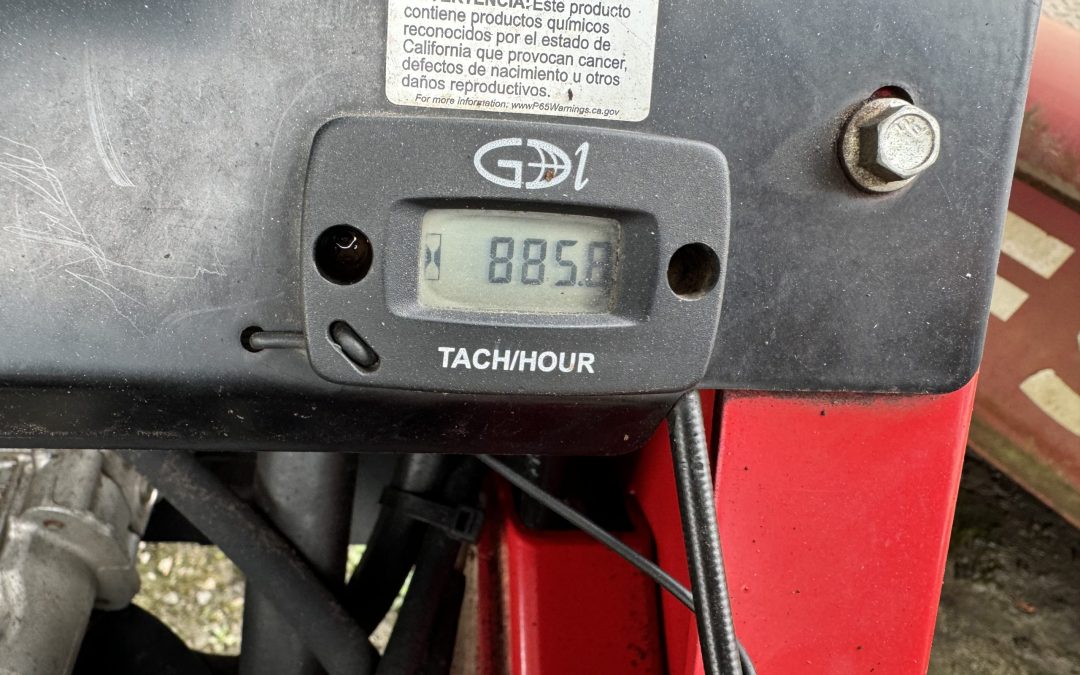 ADVERTENCIA: Este producto
contiene productos químicos
reconocidos por el estado de
California que provocan cancer,
defectos de nacimiento u otros
daños reproductivos.
For more information: www.P65Warnings.ca.gov
GDI
885.8
TACH/HOUR